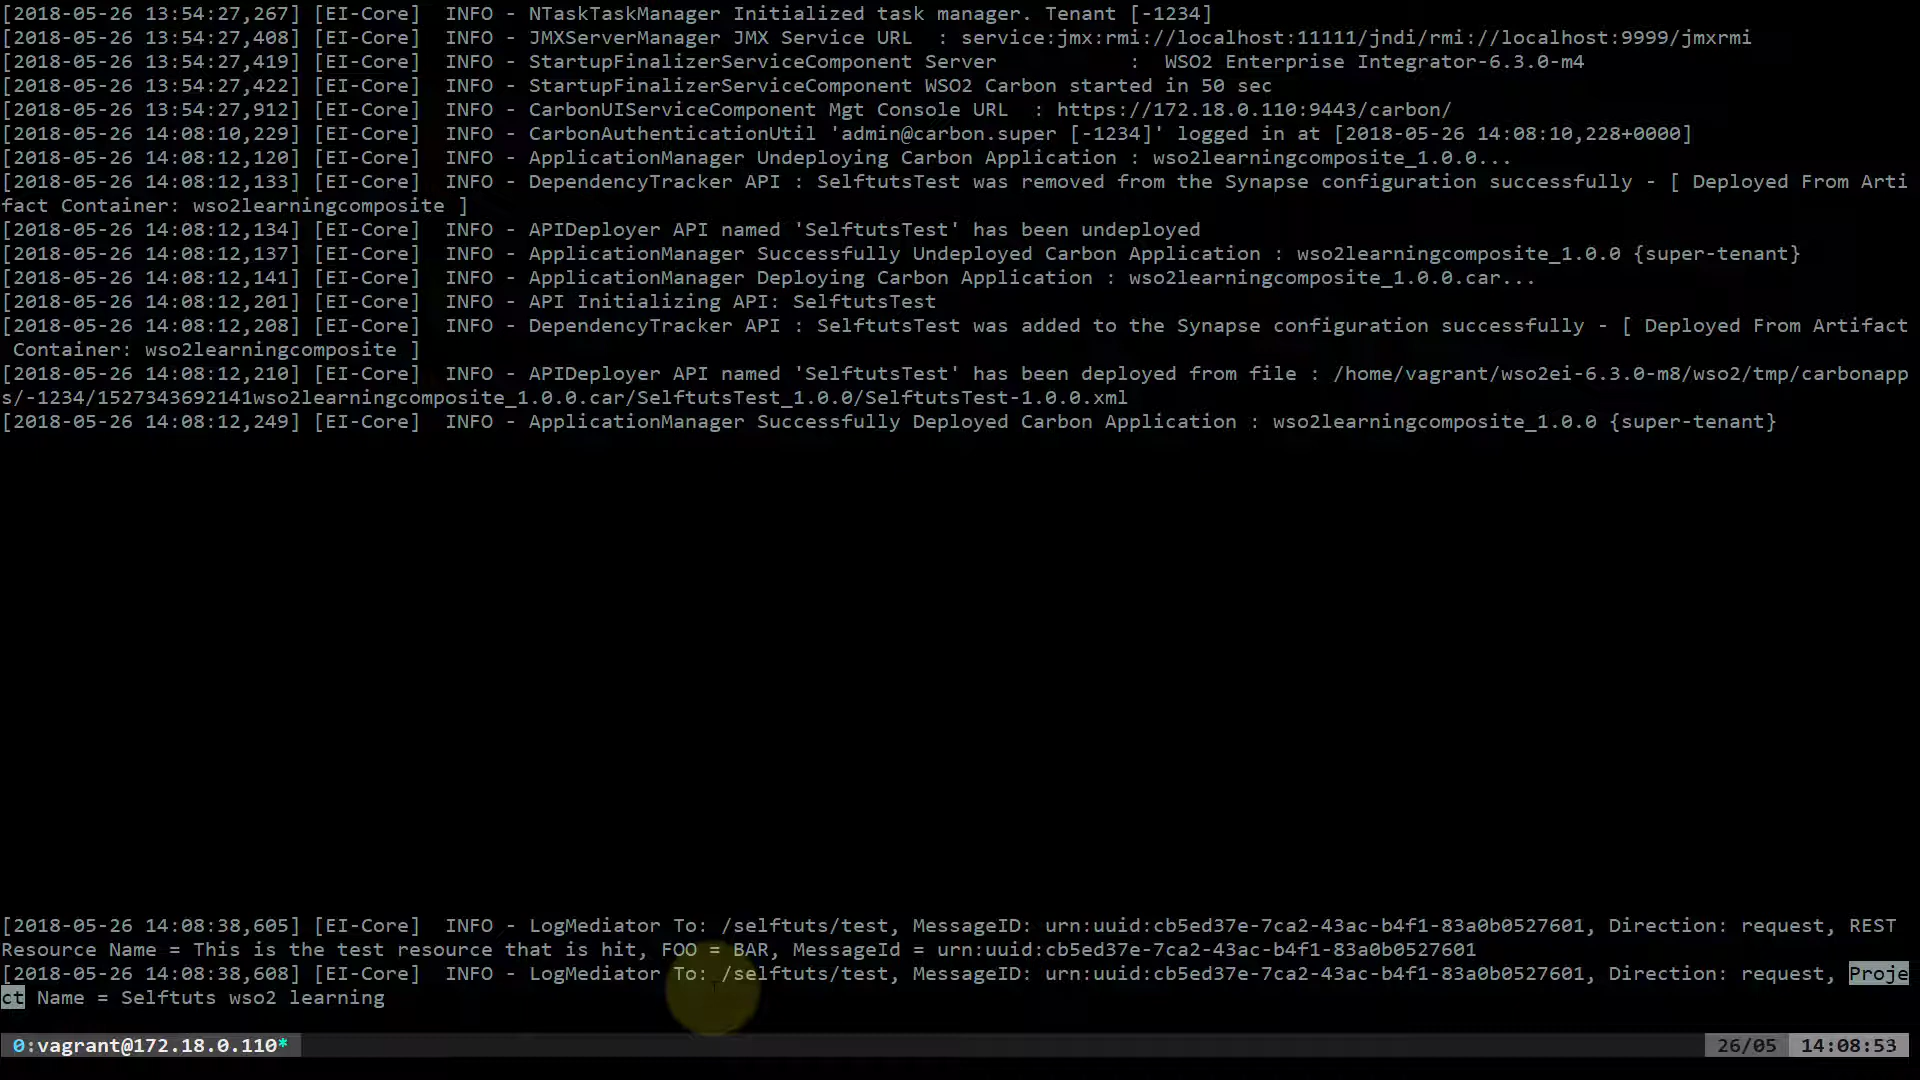 [2018-05-26 13:54:27,267] [EI-Core]  INFO - NTaskTaskManager Initialized task manager. Tenant [-1234]
[2018-05-26 13:54:27,408] [EI-Core]  INFO - JMXServerManager JMX Service URL  : service:jmx:rmi://localhost:11111/jndi/rmi://localhost:9999/jmxrmi
[2018-05-26 13:54:27,419] [EI-Core]  INFO - StartupFinalizerServiceComponent Server           :  WSO2 Enterprise Integrator-6.3.0-m4
[2018-05-26 13:54:27,422] [EI-Core]  INFO - StartupFinalizerServiceComponent WSO2 Carbon started in 50 sec
[2018-05-26 13:54:27,912] [EI-Core]  INFO - CarbonUIServiceComponent Mgt Console URL  : https://172.18.0.110:9443/carbon/
[2018-05-26 14:08:10,229] [EI-Core]  INFO - CarbonAuthenticationUtil 'admin@carbon.super [-1234]' logged in at [2018-05-26 14:08:10,228+0000]
[2018-05-26 14:08:12,120] [EI-Core]  INFO - ApplicationManager Undeploying Carbon Application : wso2learningcomposite_1.0.0...
[2018-05-26 14:08:12,133] [EI-Core]  INFO - DependencyTracker API : SelftutsTest was removed from the Synapse configuration successfully - [ Deployed From Arti
fact Container: wso2learningcomposite ]
[2018-05-26 14:08:12,134] [EI-Core]  INFO - APIDeployer API named 'SelftutsTest' has been undeployed
[2018-05-26 14:08:12,137] [EI-Core]  INFO - ApplicationManager Successfully Undeployed Carbon Application : wso2learningcomposite_1.0.0 {super-tenant}
[2018-05-26 14:08:12,141] [EI-Core]  INFO - ApplicationManager Deploying Carbon Application : wso2learningcomposite_1.0.0.car...
[2018-05-26 14:08:12,201] [EI-Core]  INFO - API Initializing API: SelftutsTest
[2018-05-26 14:08:12,208] [EI-Core]  INFO - DependencyTracker API : SelftutsTest was added to the Synapse configuration successfully - [ Deployed From Artifact
 Container: wso2learningcomposite ]
[2018-05-26 14:08:12,210] [EI-Core]  INFO - APIDeployer API named 'SelftutsTest' has been deployed from file : /home/vagrant/wso2ei-6.3.0-m8/wso2/tmp/carbonapp
s/-1234/1527343692141wso2learningcomposite_1.0.0.car/SelftutsTest_1.0.0/SelftutsTest-1.0.0.xml
[2018-05-26 14:08:12,249] [EI-Core]  INFO - ApplicationManager Successfully Deployed Carbon Application : wso2learningcomposite_1.0.0 {super-tenant}
[2018-05-26 14:08:38,605] [EI-Core]  INFO - LogMediator To: /selftuts/test, MessageID: urn:uuid:cb5ed37e-7ca2-43ac-b4f1-83a0b0527601, Direction: request, REST
Resource Name = This is the test resource that is hit, FOO = BAR, MessageId = urn:uuid:cb5ed37e-7ca2-43ac-b4f1-83a0b0527601
[2018-05-26 14:08:38,608] [EI-Core]  INFO - LogMediator To: /selftuts/test, MessageID: urn:uuid:cb5ed37e-7ca2-43ac-b4f1-83a0b0527601, Direction: request, Proje
ct Name = Selftuts wso2 learning
0:vagrant@172.18.0.110* 26/05 14:08:53